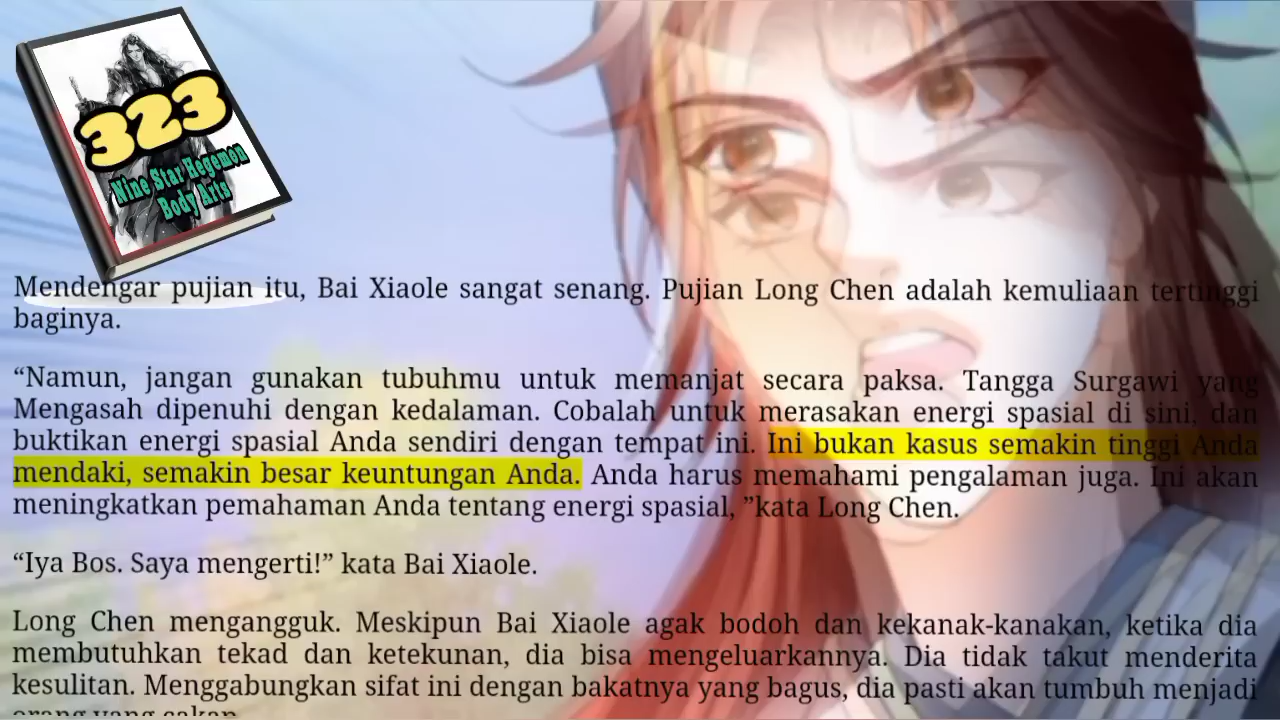 323
Nine Star Hegemon
Body Arts
Mendengar pujian itu, Bai Xiaole sangat senang. Pujian Long Chen adalah kemuliaan tertinggi
baginya.
“Namun, jangan gunakan tubuhmu untuk memanjat secara paksa. Tangga Surgawi yang
Mengasah dipenuhi dengan kedalaman. Cobalah untuk merasakan energi spasial di sini, dan
buktikan energi spasial Anda sendiri dengan tempat ini. Ini bukan kasus semakin tinggi Anda
mendaki, semakin besar keuntungan Anda. Anda harus memahami pengalaman juga. Ini akan
meningkatkan pemahaman Anda tentang energi spasial, ”kata Long Chen.
“Iya Bos. Saya mengerti!” kata Bai Xiaole.
Long Chen mengangguk. Meskipun Bai Xiaole agak bodoh dan kekanak-kanakan, ketika dia
membutuhkan tekad dan ketekunan, dia bisa mengeluarkannya. Dia tidak takut menderita
kesulitan. Menggabungkan sifat ini dengan bakatnya yang bagus, dia pasti akan tumbuh menjadi
orang yang cakap